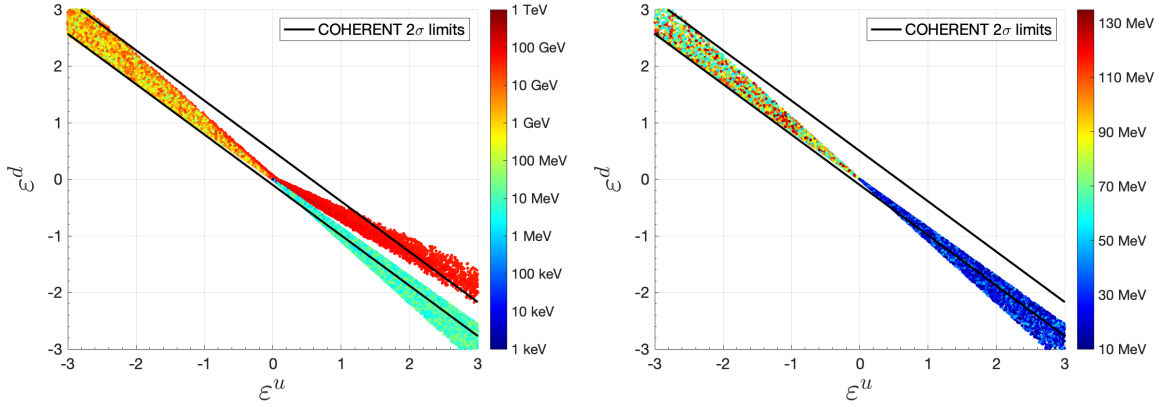 COHERENT 2σ limits
3
2
1
0
-1
-2
-3
-3
-2
-1
0
1
2
3
ε^d
ε^u
1 TeV
100 GeV
10 GeV
1 GeV
100 MeV
10 MeV
1 MeV
100 keV
10 keV
1 keV
COHERENT 2σ limits
3
2
1
0
-1
-2
-3
-3
-2
-1
0
1
2
3
ε^d
ε^u
130 MeV
110 MeV
90 MeV
70 MeV
50 MeV
30 MeV
10 MeV